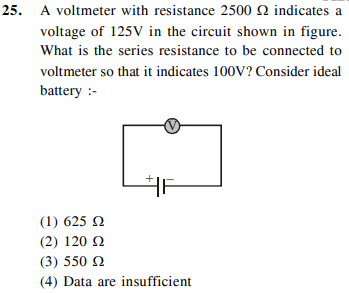 25. A voltmeter with resistance 2500 Ω indicates a
voltage of 125V in the circuit shown in figure.
What is the series resistance to be connected to
voltmeter so that it indicates 100V? Consider ideal
battery :-
V
+ −
(1) 625 Ω
(2) 120 Ω
(3) 550 Ω
(4) Data are insufficient